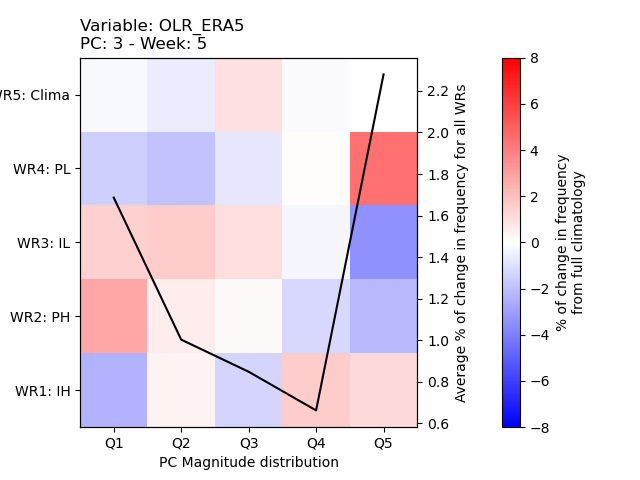 Variable: OLR_ERA5
PC: 3 - Week: 5
WR5: Clima
WR4: PL
WR3: IL
WR2: PH
WR1: IH
Q1 Q2 Q3 Q4 Q5
PC Magnitude distribution
2.2
2.0
1.8
1.6
1.4
1.2
1.0
0.8
0.6
Average % of change in frequency for all WRs
8
6
4
2
0
−2
−4
−6
−8
% of change in frequency
from full climatology